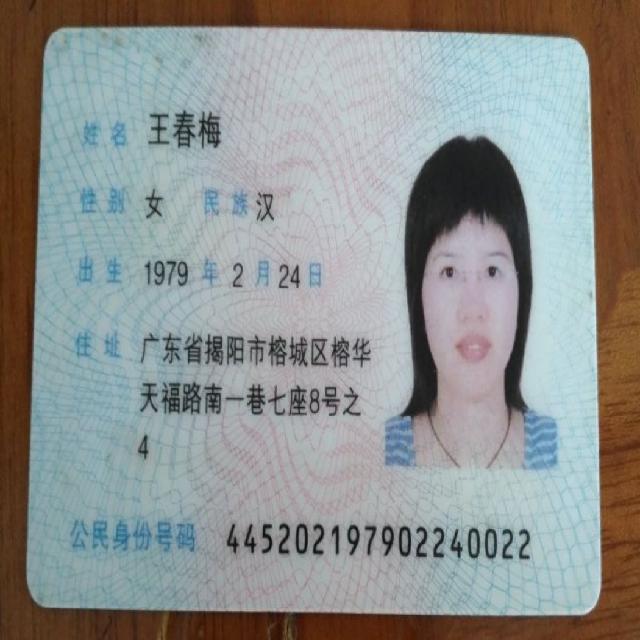 姓名 王春梅
性别 女 民族 汉
出生 1979 年 2 月 24 日
住址 广东省揭阳市榕城区榕华
天福路南一巷七座8号之
4
公民身份号码 445202197902240022